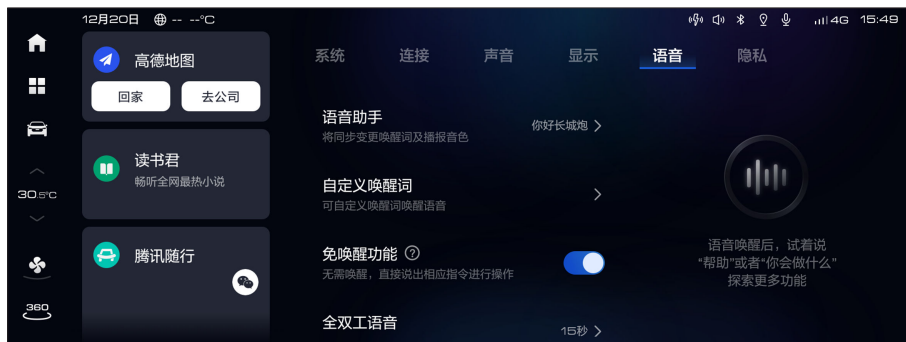 12月20日 -- --°C
4G 15:49
高德地图
回家 去公司
读书君
畅听全网最热小说
腾讯随行
30.5°C
360
系统 连接 声音 显示 语音 隐私
语音助手
将同步变更唤醒词及播报音色
你好长城炮
自定义唤醒词
可自定义唤醒词唤醒语音
免唤醒功能
无需唤醒，直接说出相应指令进行操作
全双工语音
15秒
语音唤醒后，试着说
“帮助”或者“你会做什么”
探索更多功能